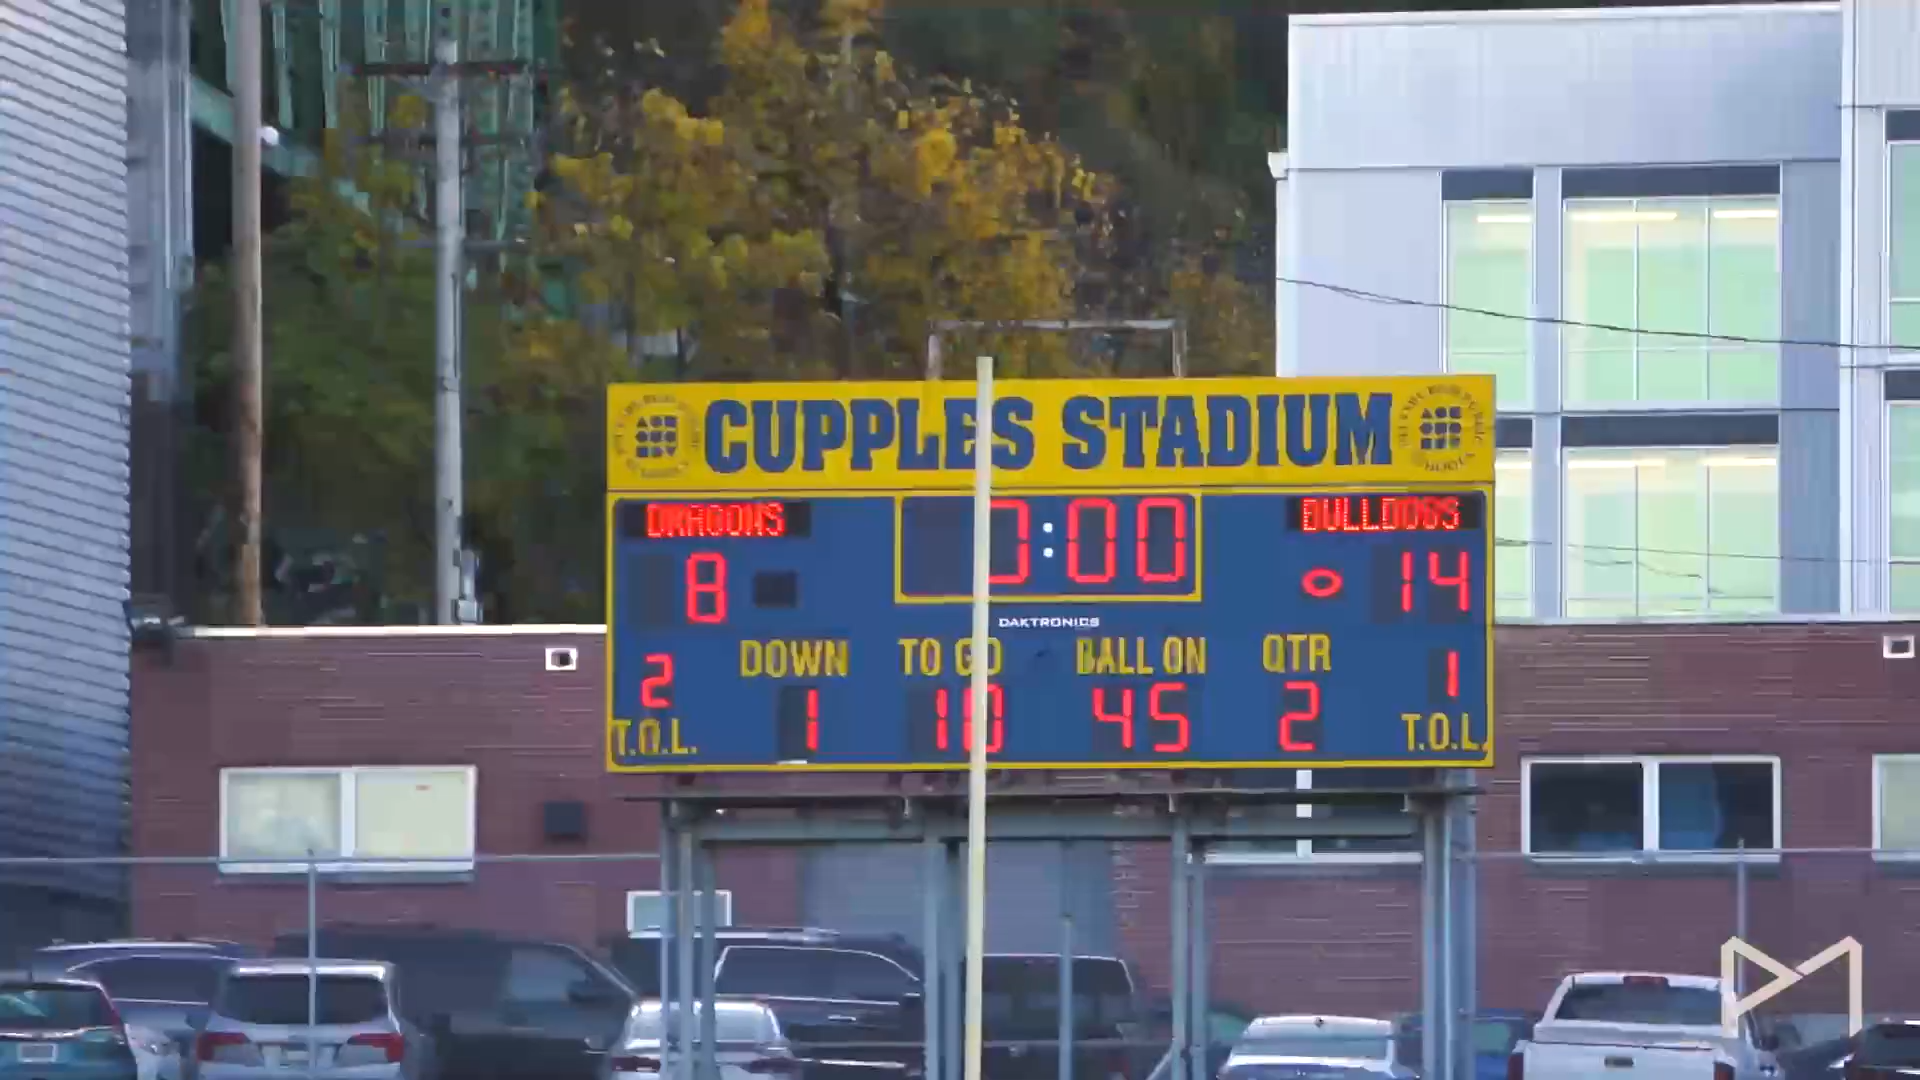 CUPPLES STADIUM
DRAGONS 0:00 BULLDOGS
8 14
DAKTRONICS
DOWN TO GO BALL ON QTR
2 1 10 45 2 1
T.O.L. T.O.L.